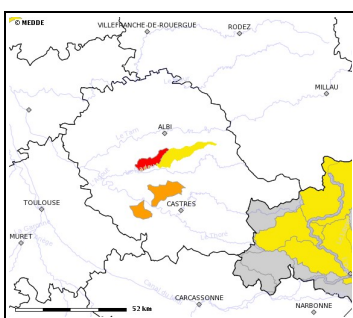 © MEDDE
VILLEFRANCHE-DE-ROUERGUE
RODEZ
MILLAU
ALBI
TOULOUSE
CASTRES
MURET
CARCASSONNE
52 km
NARBONNE